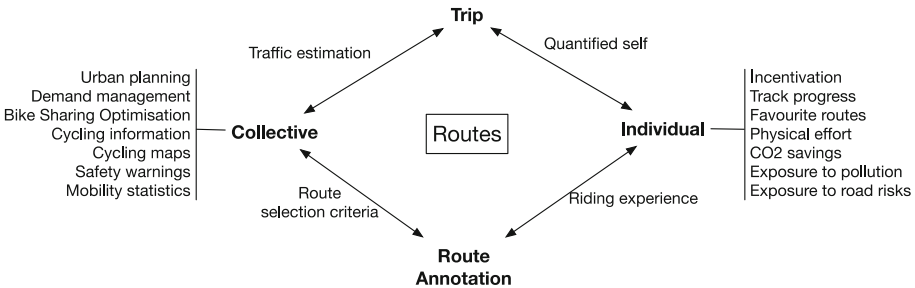 Trip
Traffic estimation
Quantified self
Urban planning
Demand management
Bike Sharing Optimisation
Cycling information
Cycling maps
Safety warnings
Mobility statistics
Collective
Routes
Individual
Incentivation
Track progress
Favourite routes
Physical effort
CO2 savings
Exposure to pollution
Exposure to road risks
Route
selection criteria
Riding experience
Route
Annotation